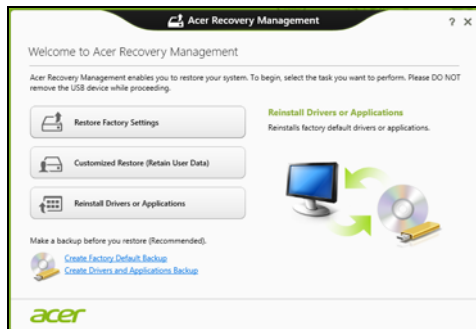 Acer Recovery Management
? X
Welcome to Acer Recovery Management
Acer Recovery Management enables you to restore your system. To begin, select the task you want to perform. Please DO NOT
remove the USB device while proceeding.
Restore Factory Settings
Customized Restore (Retain User Data)
Reinstall Drivers or Applications
Reinstall Drivers or Applications
Reinstalls factory default drivers or applications.
Make a backup before you restore (Recommended).
Create Factory Default Backup
Create Drivers and Applications Backup
acer